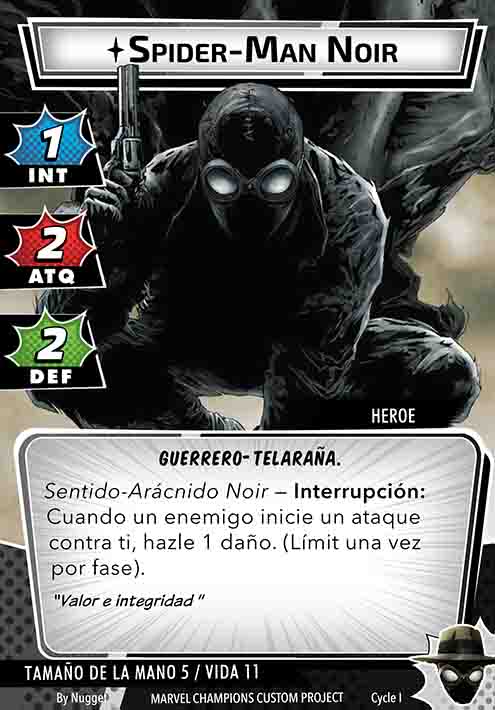 SPIDER-MAN NOIR
1
INT
2
ATQ
2
DEF
HEROE
GUERRERO-TELARAÑA.
Sentido-Arácnido Noir – Interrupción:
Cuando un enemigo inicie un ataque
contra ti, hazle 1 daño. (Límit una vez
por fase).
"Valor e integridad "
TAMAÑO DE LA MANO 5 / VIDA 11
By Nugget MARVEL CHAMPIONS CUSTOM PROJECT Cycle I